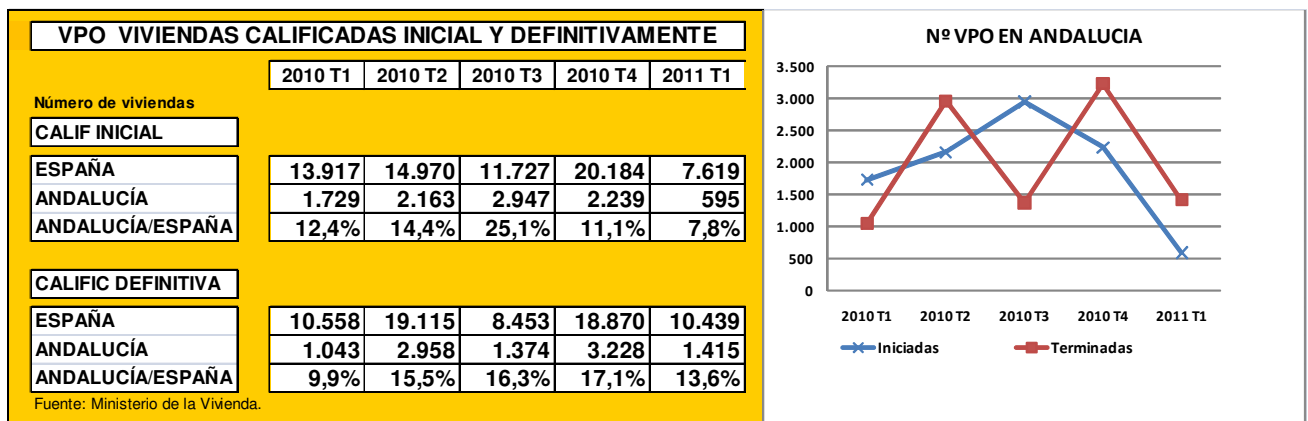 VPO VIVIENDAS CALIFICADAS INICIAL Y DEFINITIVAMENTE
2010 T1 2010 T2 2010 T3 2010 T4 2011 T1
Número de viviendas
CALIF INICIAL
ESPAÑA 13.917 14.970 11.727 20.184 7.619
ANDALUCÍA 1.729 2.163 2.947 2.239 595
ANDALUCÍA/ESPAÑA 12,4% 14,4% 25,1% 11,1% 7,8%
CALIFIC DEFINITIVA
ESPAÑA 10.558 19.115 8.453 18.870 10.439
ANDALUCÍA 1.043 2.958 1.374 3.228 1.415
ANDALUCÍA/ESPAÑA 9,9% 15,5% 16,3% 17,1% 13,6%
Fuente: Ministerio de la Vivienda.
Nº VPO EN ANDALUCIA
3.500
3.000
2.500
2.000
1.500
1.000
500
0
2010 T1 2010 T2 2010 T3 2010 T4 2011 T1
Iniciadas Terminadas